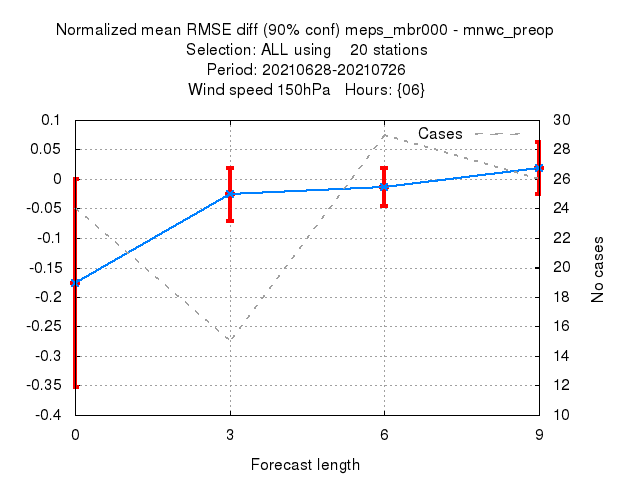 Normalized mean RMSE diff (90% conf) meps_mbr000 - mnwc_preop
Selection: ALL using    20 stations
Period: 20210628-20210726
Wind speed 150hPa   Hours: {06}
Cases
0.1
0.05
0
-0.05
-0.1
-0.15
-0.2
-0.25
-0.3
-0.35
-0.4
30
28
26
24
22
20
18
16
14
12
10
No cases
0 3 6 9
Forecast length